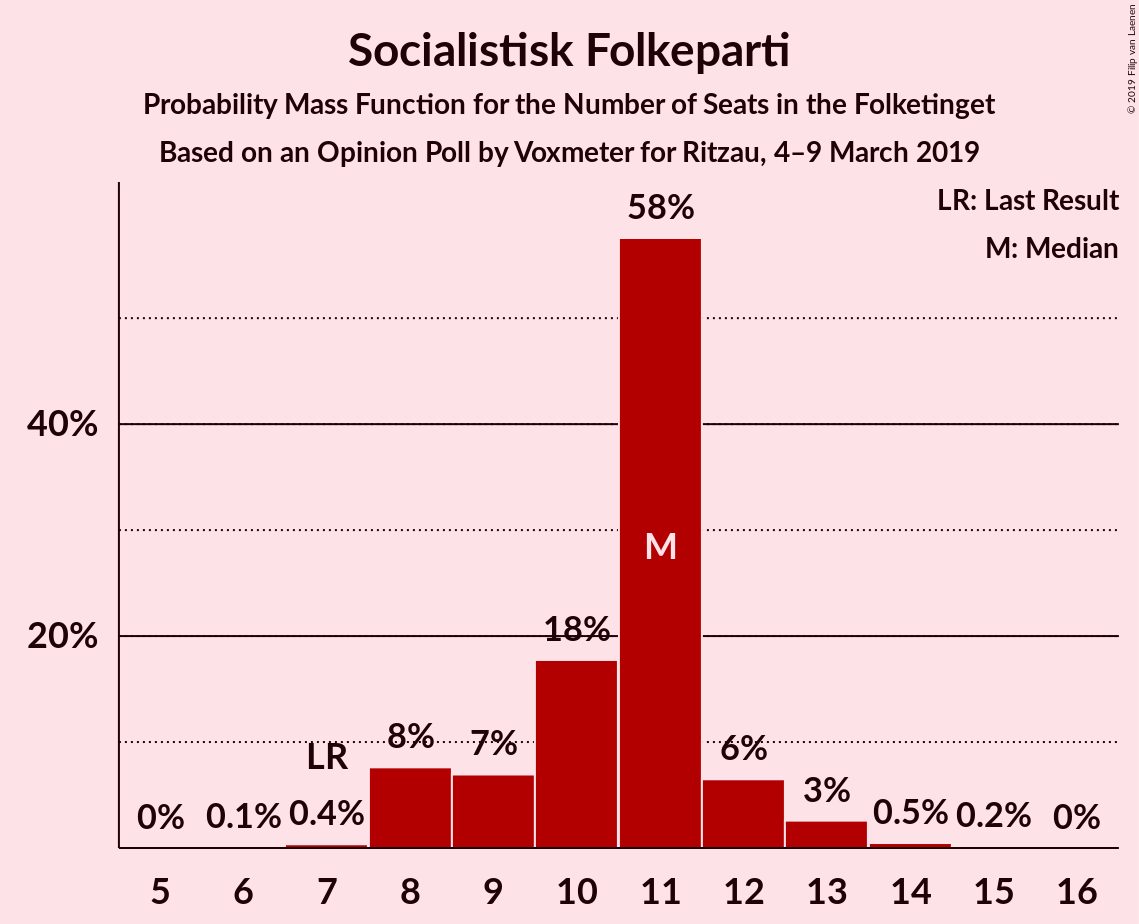 Socialistisk Folkeparti
Probability Mass Function for the Number of Seats in the Folketinget
Based on an Opinion Poll by Voxmeter for Ritzau, 4–9 March 2019
© 2019 Filip van Laenen
LR: Last Result
M: Median
58%
40%
M
20%
18%
8%
7%
6%
LR
3%
0%
0.1%
0.4%
0.5%
0.2%
0%
5 6 7 8 9 10 11 12 13 14 15 16